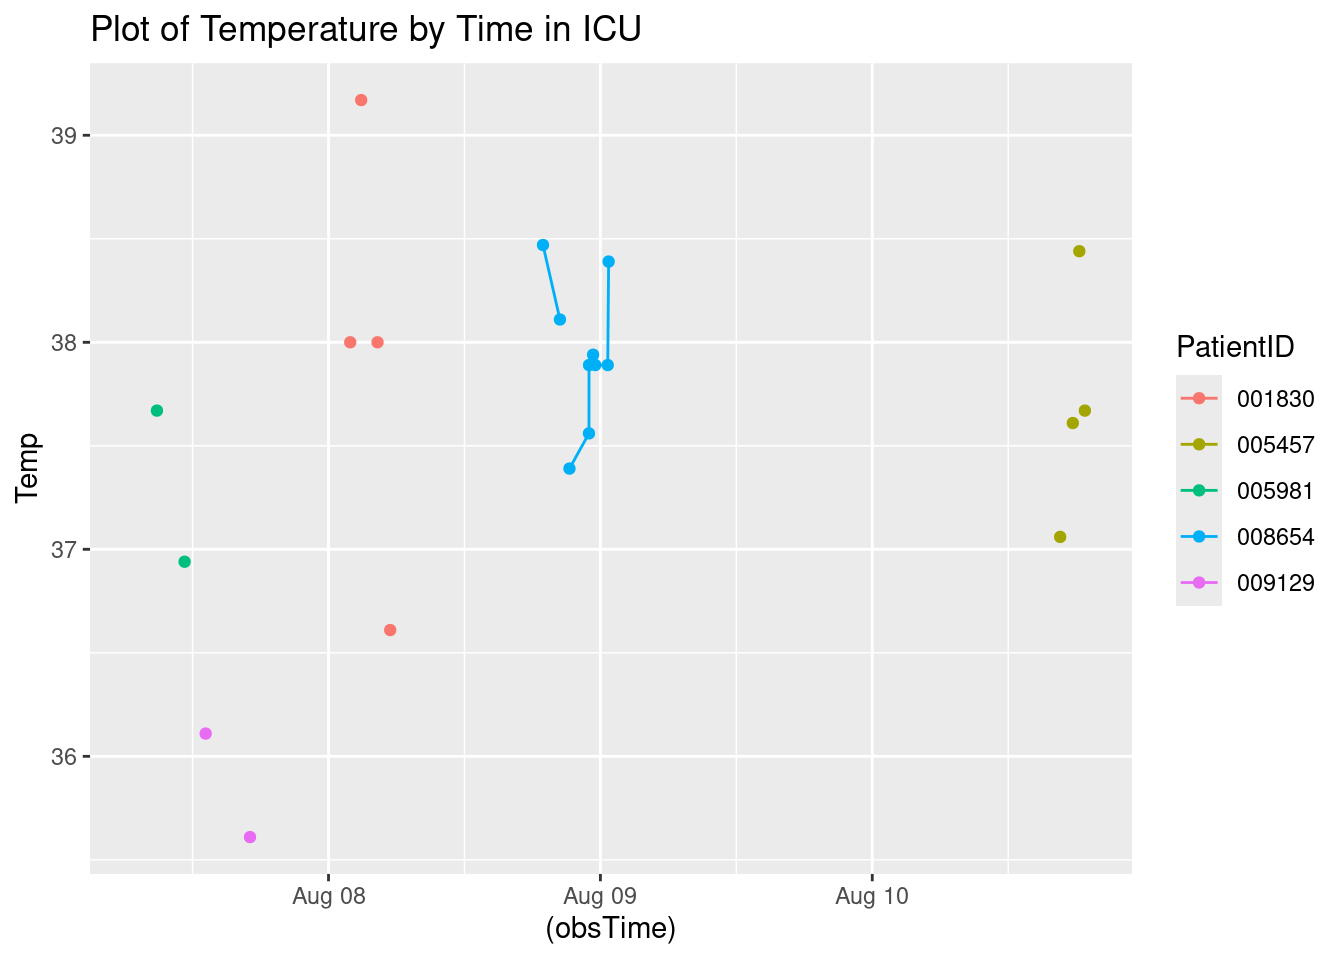 Plot of Temperature by Time in ICU
39
38
37
36
Temp
Aug 08
Aug 09
Aug 10
(obsTime)
PatientID
001830
005457
005981
008654
009129